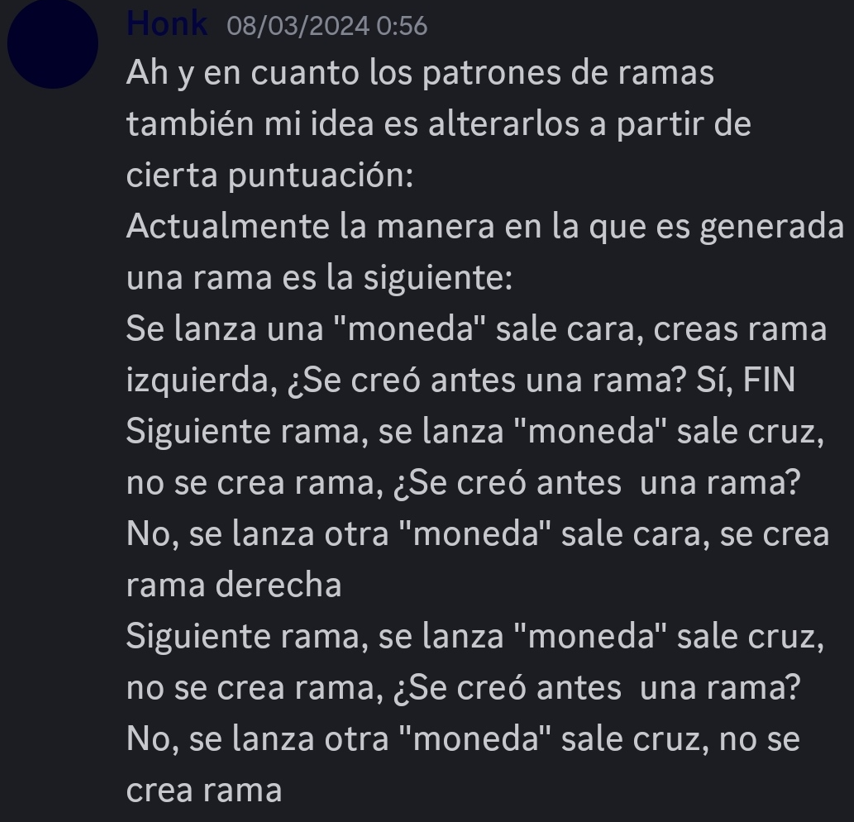 Honk 08/03/2024 0:56
Ah y en cuanto los patrones de ramas
también mi idea es alterarlos a partir de
cierta puntuación:
Actualmente la manera en la que es generada
una rama es la siguiente:
Se lanza una "moneda" sale cara, creas rama
izquierda, ¿Se creó antes una rama? Sí, FIN
Siguiente rama, se lanza "moneda" sale cruz,
no se crea rama, ¿Se creó antes  una rama?
No, se lanza otra "moneda" sale cara, se crea
rama derecha
Siguiente rama, se lanza "moneda" sale cruz,
no se crea rama, ¿Se creó antes  una rama?
No, se lanza otra "moneda" sale cruz, no se
crea rama